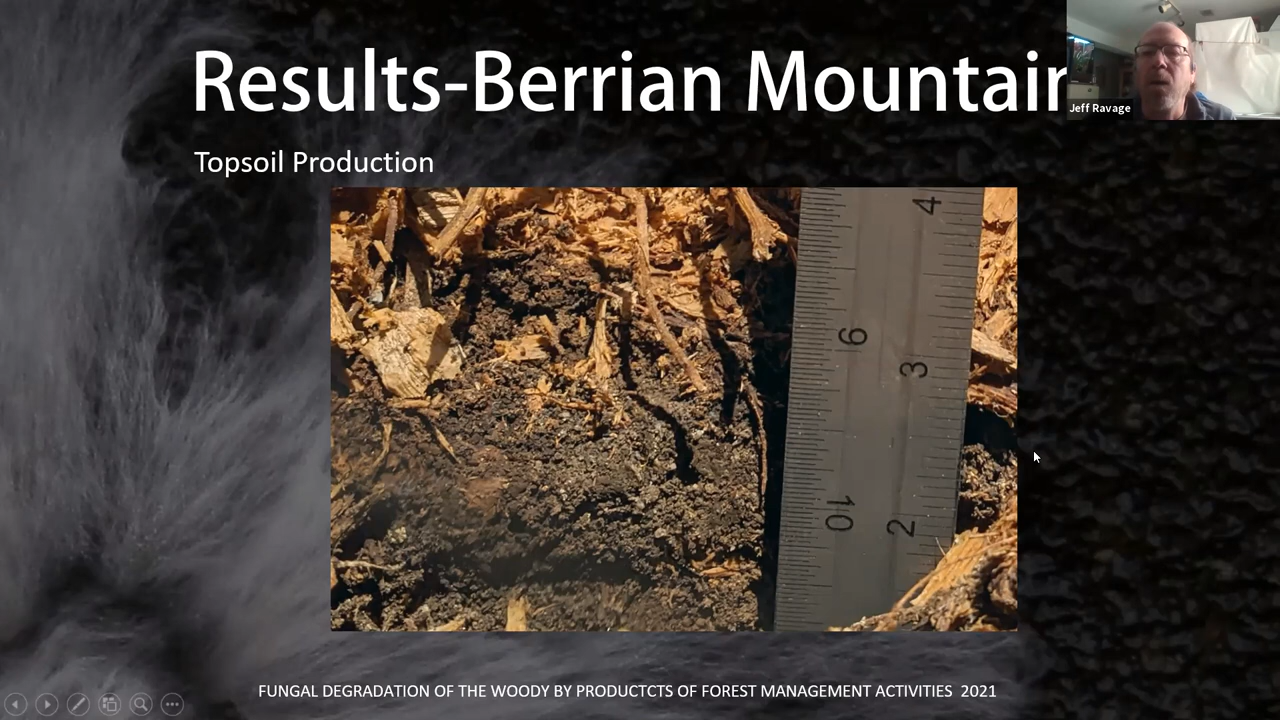 Results-Berrian Mountain
Jeff Ravage
Topsoil Production
4
6
3
10
2
FUNGAL DEGRADATION OF THE WOODY BY PRODUCTCTS OF FOREST MANAGEMENT ACTIVITIES 2021